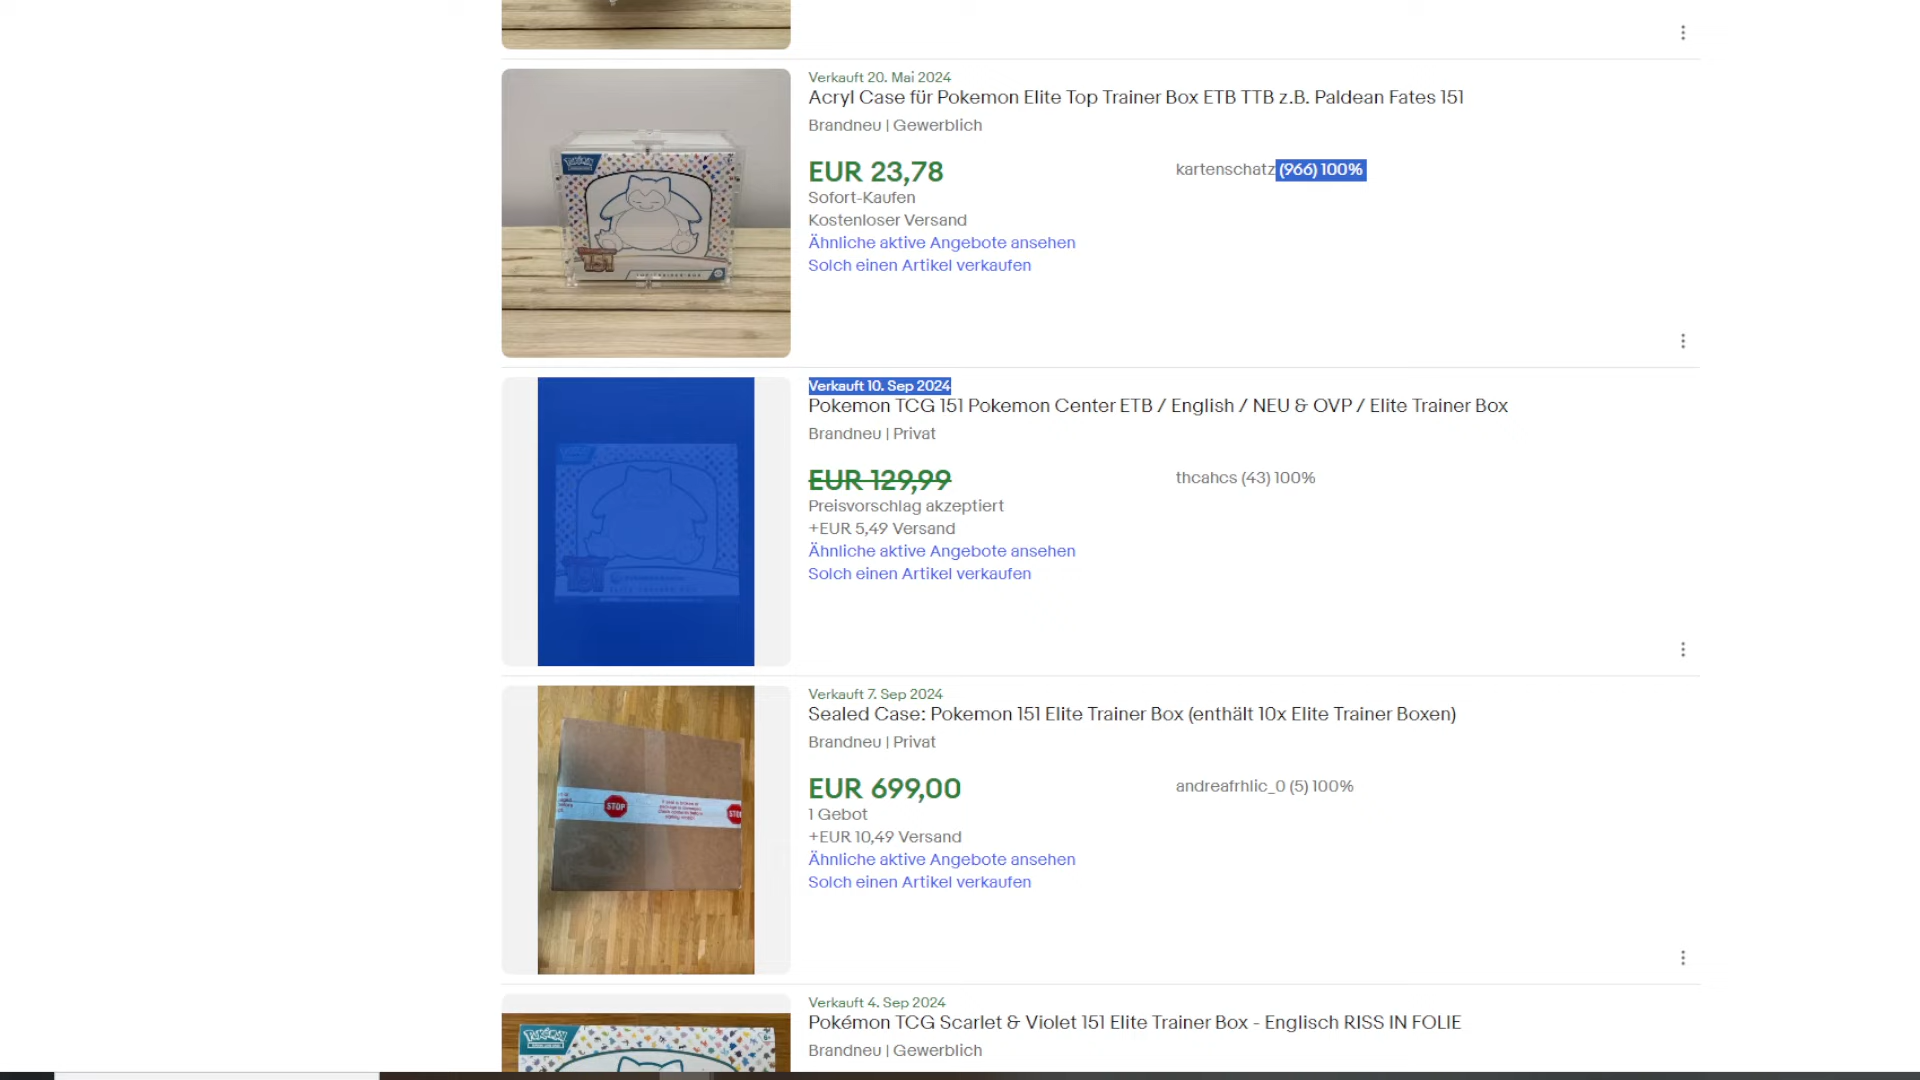 Verkauft 20. Mai 2024
Acryl Case für Pokemon Elite Top Trainer Box ETB TTB z.B. Paldean Fates 151
Brandneu | Gewerblich
EUR 23,78
kartenschatz (966) 100%
Sofort-Kaufen
Kostenloser Versand
Ähnliche aktive Angebote ansehen
Solch einen Artikel verkaufen
Verkauft 10. Sep 2024
Pokemon TCG 151 Pokemon Center ETB / English / NEU & OVP / Elite Trainer Box
Brandneu | Privat
EUR 129,99
thcahcs (43) 100%
Preisvorschlag akzeptiert
+EUR 5,49 Versand
Ähnliche aktive Angebote ansehen
Solch einen Artikel verkaufen
Verkauft 7. Sep 2024
Sealed Case: Pokemon 151 Elite Trainer Box (enthält 10x Elite Trainer Boxen)
Brandneu | Privat
STOP
EUR 699,00
andreafrhlic_0 (5) 100%
1 Gebot
+EUR 10,49 Versand
Ähnliche aktive Angebote ansehen
Solch einen Artikel verkaufen
Verkauft 4. Sep 2024
Pokémon TCG Scarlet & Violet 151 Elite Trainer Box - Englisch RISS IN FOLIE
Brandneu | Gewerblich
POKéMON